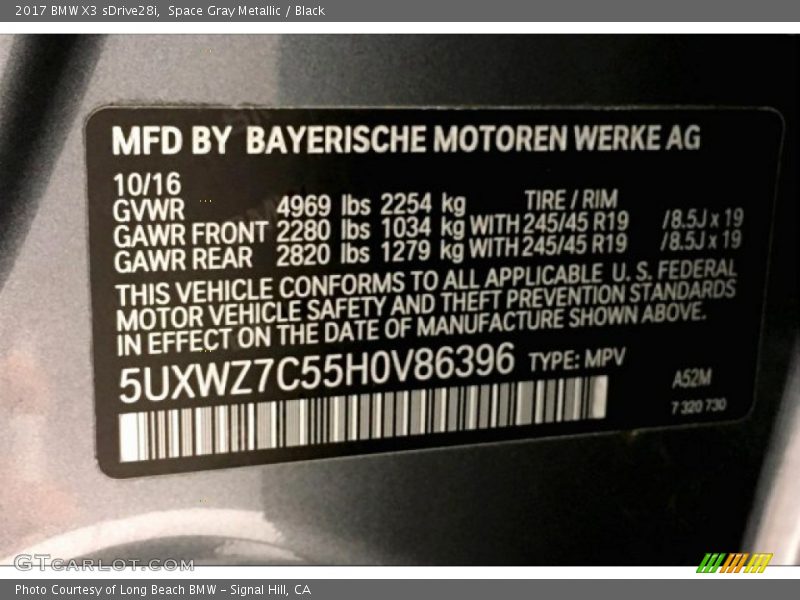 2017 BMW X3 sDrive28i, Space Gray Metallic / Black
MFD BY BAYERISCHE MOTOREN WERKE AG
10/16
GVWR 4969 lbs 2254 kg TIRE / RIM
GAWR FRONT 2280 lbs 1034 kg WITH 245/45 R19 /8.5J x 19
GAWR REAR 2820 lbs 1279 kg WITH 245/45 R19 /8.5J x 19
THIS VEHICLE CONFORMS TO ALL APPLICABLE U. S. FEDERAL
MOTOR VEHICLE SAFETY AND THEFT PREVENTION STANDARDS
IN EFFECT ON THE DATE OF MANUFACTURE SHOWN ABOVE.
5UXWZ7C55H0V86396 TYPE: MPV
A52M
7 320 730
GTCARLOT.COM
Photo Courtesy of Long Beach BMW - Signal Hill, CA